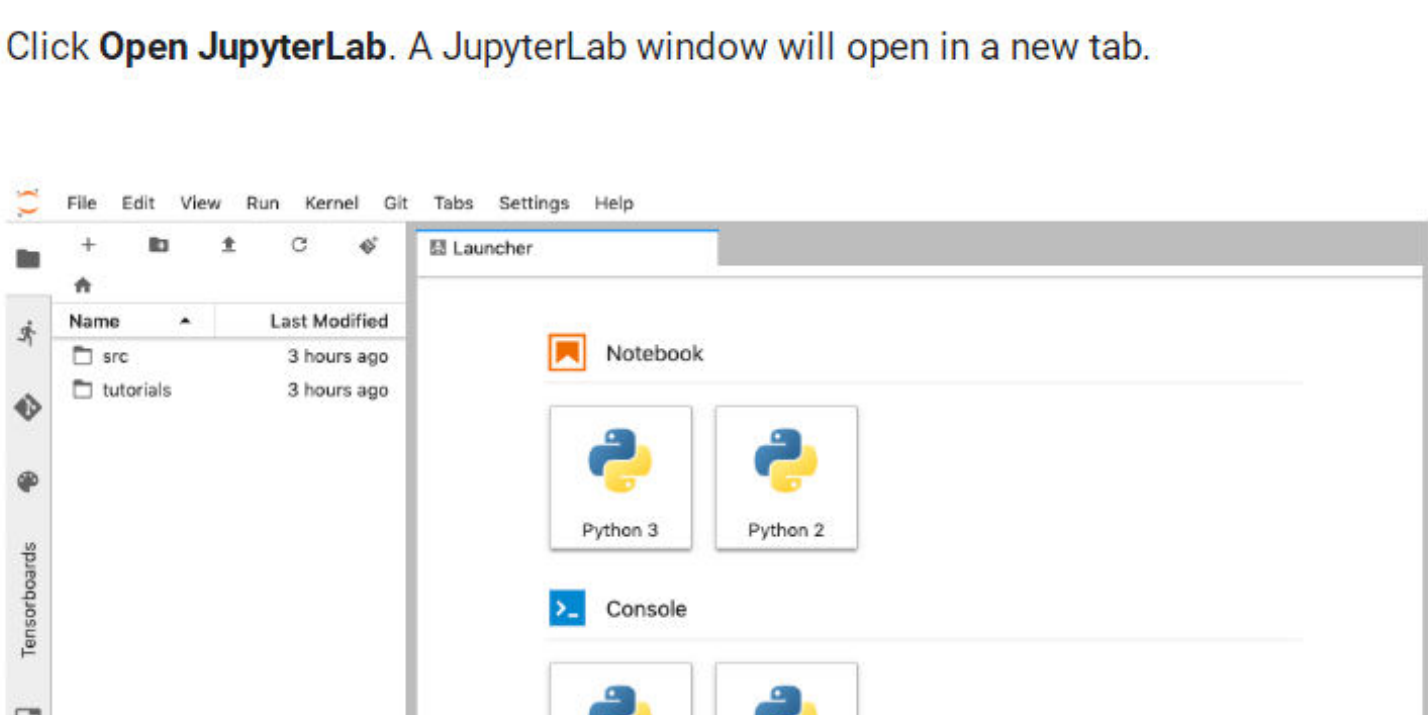 Click Open JupyterLab. A JupyterLab window will open in a new tab.
File Edit View Run Kernel Git Tabs Settings Help
Launcher
Name Last Modified
src 3 hours ago
tutorials 3 hours ago
Tensorboards
Notebook
Python 3 Python 2
Console